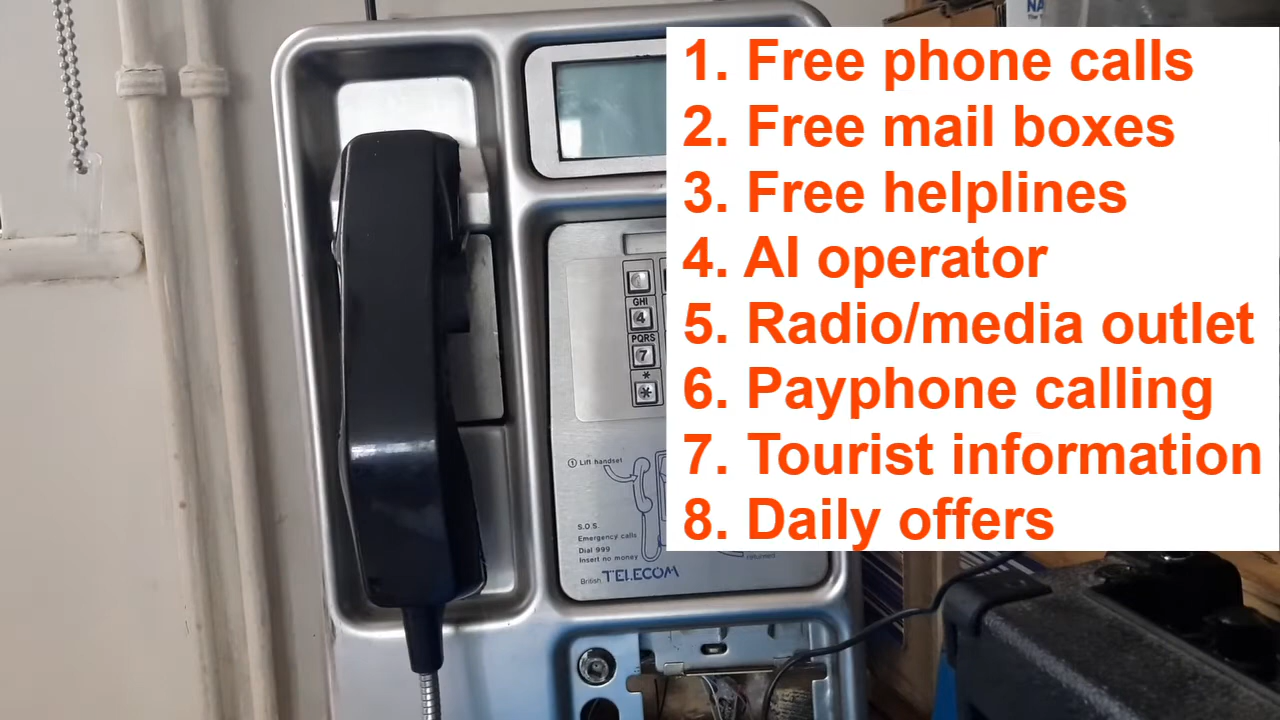 NA
1. Free phone calls
2. Free mail boxes
3. Free helplines
4. AI operator
5. Radio/media outlet
6. Payphone calling
7. Tourist information
8. Daily offers
GHI
4
PQRS
7
*
*
1 Lift handset
S.O.S.
Emergency calls
Dial 999
Insert no money
British TELECOM